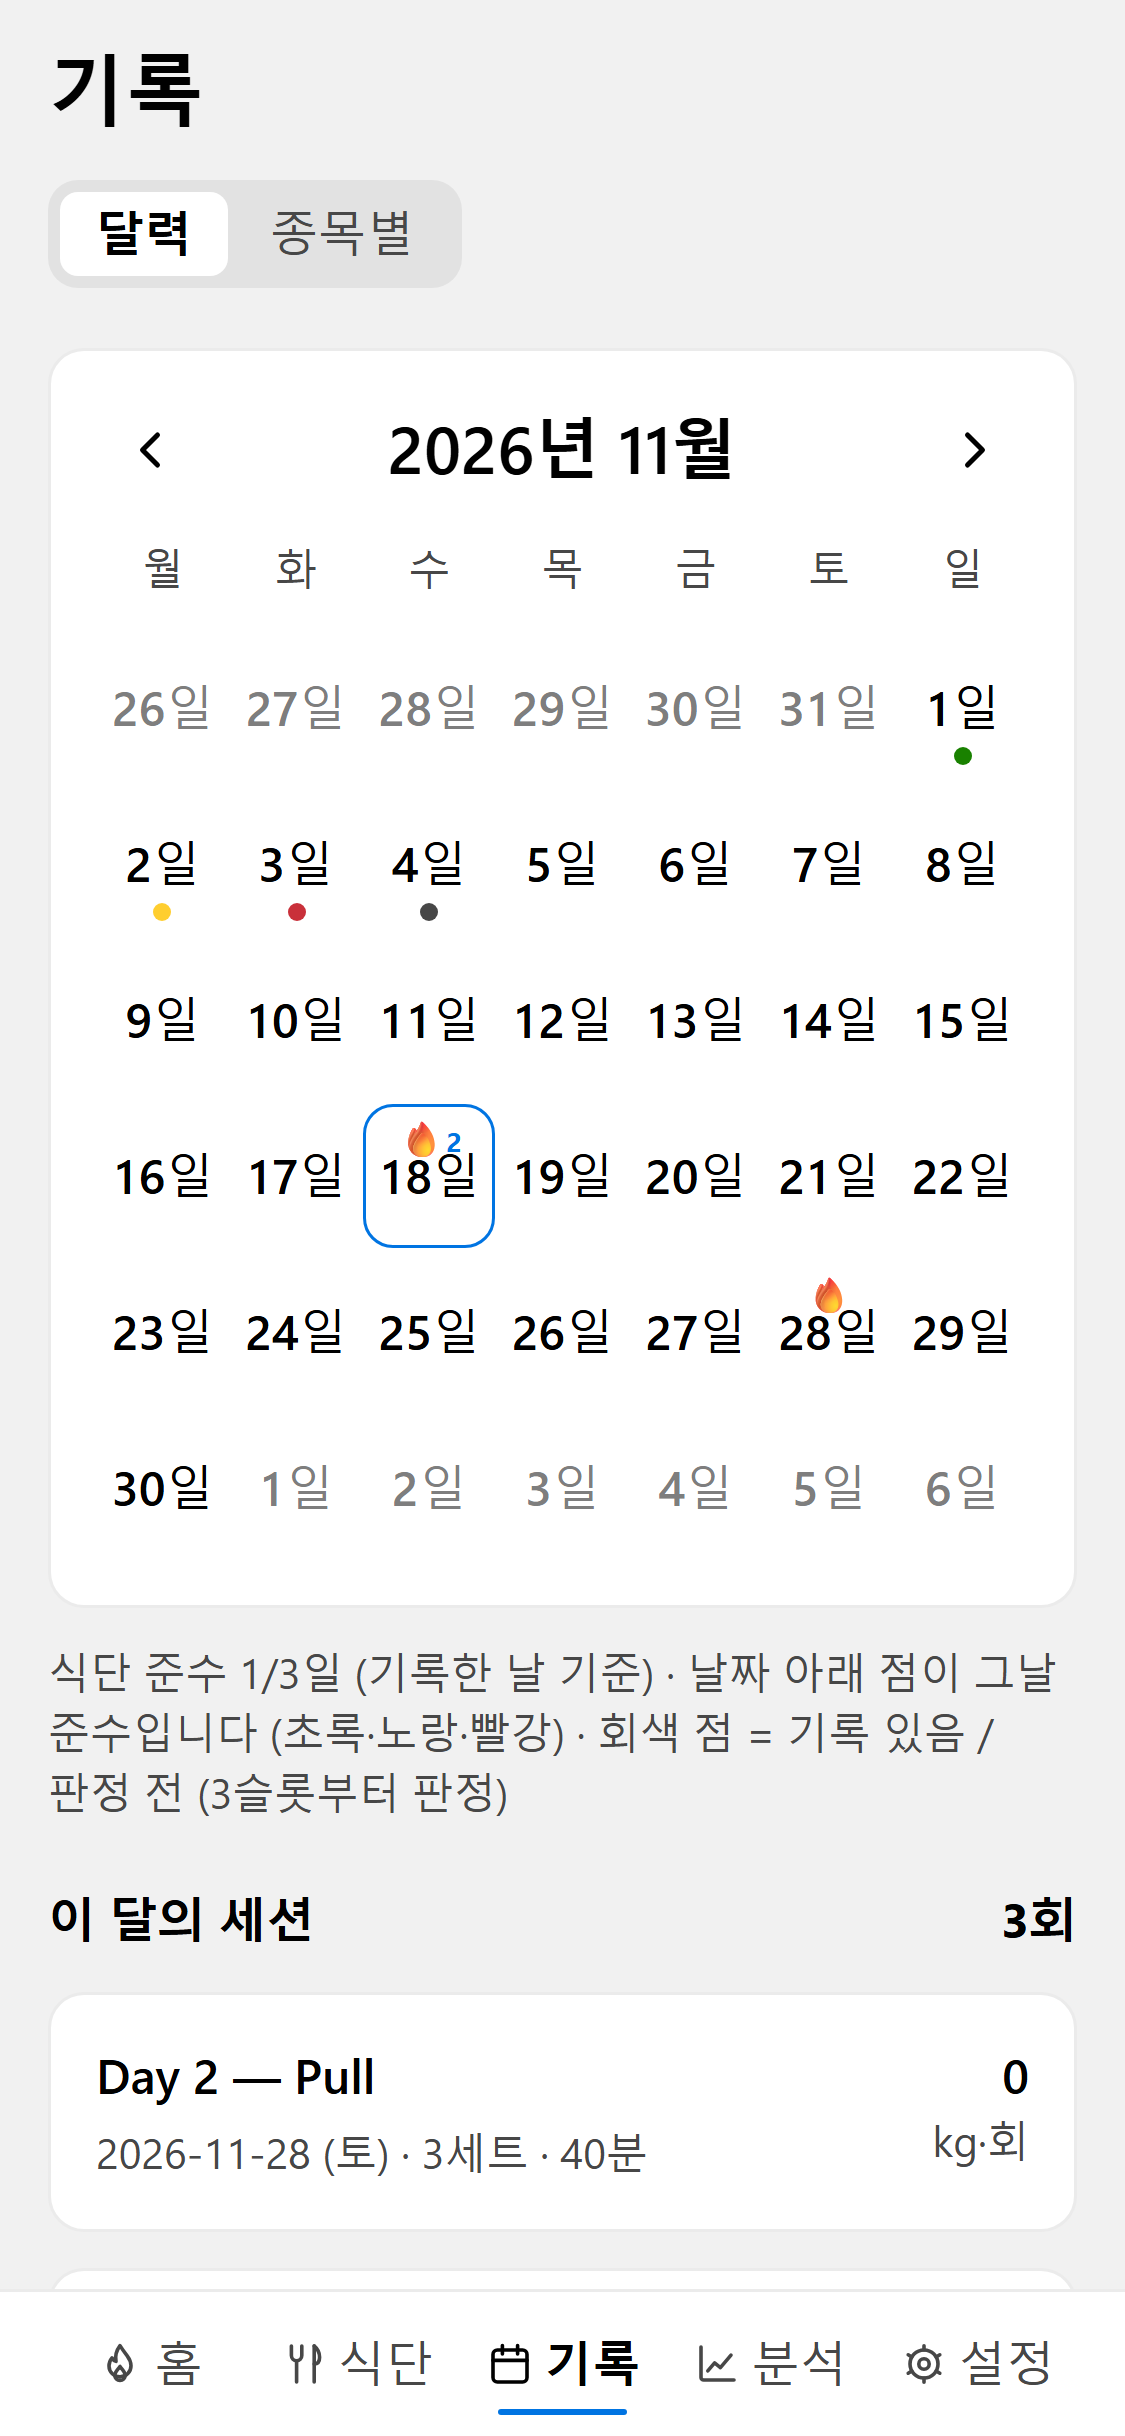 기록
달력 종목별
2026년 11월
월 화 수 목 금 토 일
26일 27일 28일 29일 30일 31일 1일
2일 3일 4일 5일 6일 7일 8일
9일 10일 11일 12일 13일 14일 15일
2
16일 17일 18일 19일 20일 21일 22일
23일 24일 25일 26일 27일 28일 29일
30일 1일 2일 3일 4일 5일 6일
식단 준수 1/3일 (기록한 날 기준) · 날짜 아래 점이 그날
준수입니다 (초록·노랑·빨강) · 회색 점 = 기록 있음 /
판정 전 (3슬롯부터 판정)
이 달의 세션 3회
Day 2 — Pull 0
2026-11-28 (토) · 3세트 · 40분 kg·회
홈 식단 기록 분석 설정